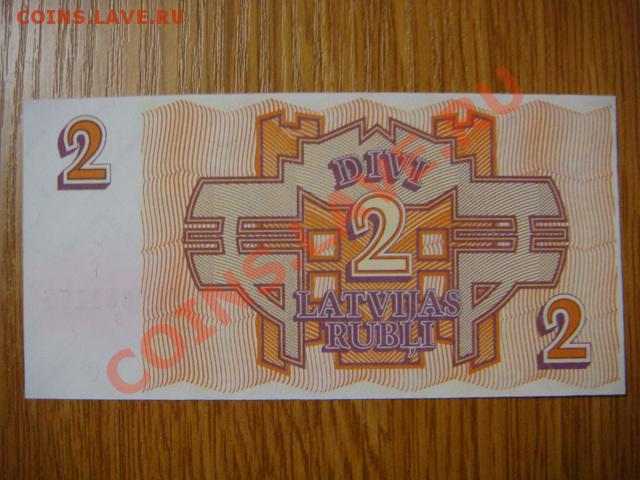 COINS.LAVE.RU
2
DIVI
2
LATVIJAS
RUBĻI
2
COINS.LAVE.RU